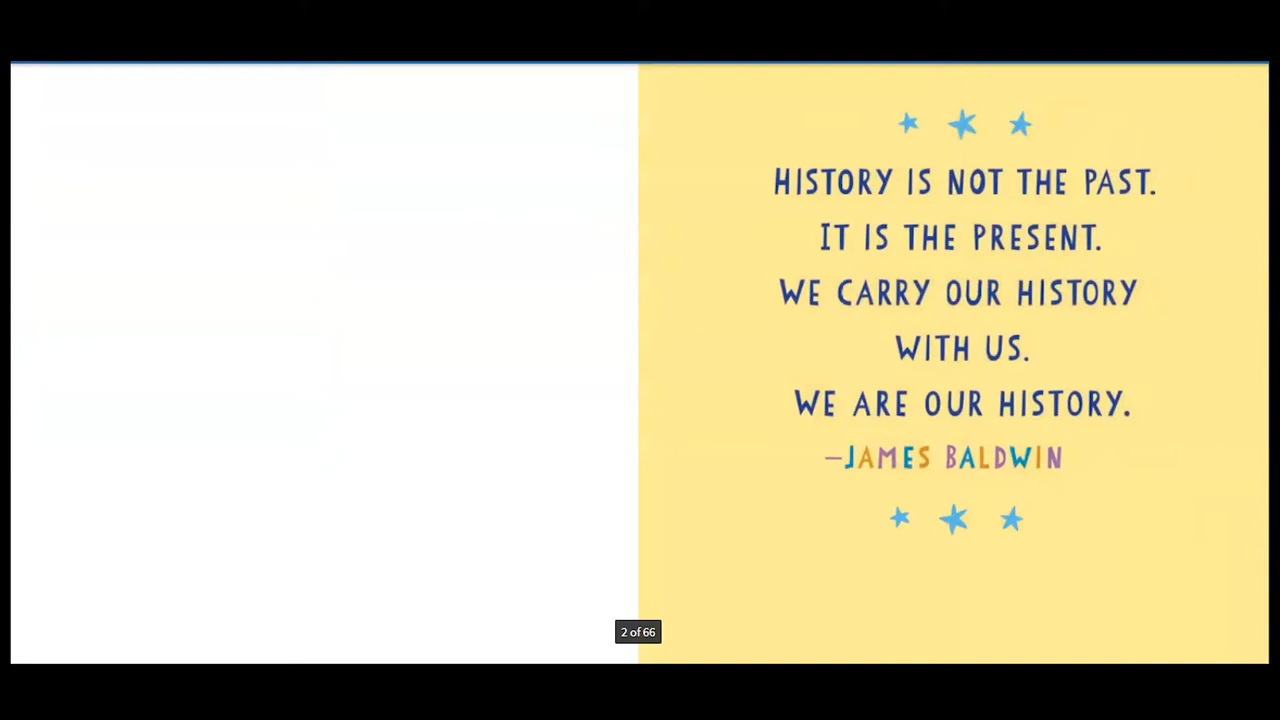 HISTORY IS NOT THE PAST.
IT IS THE PRESENT.
WE CARRY OUR HISTORY
WITH US.
WE ARE OUR HISTORY.
—JAMES BALDWIN
2 of 66